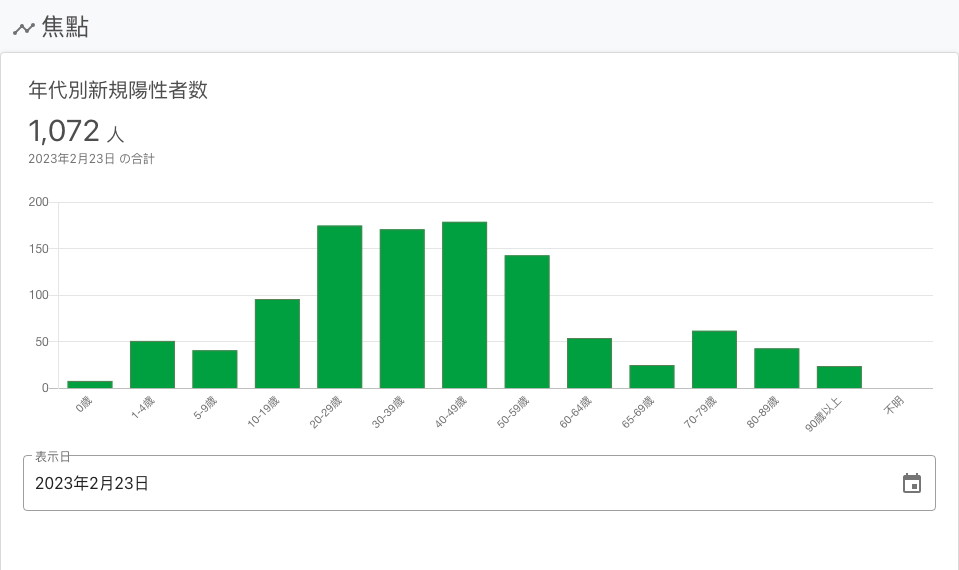 焦點
年代別新規陽性者数
1,072 人
2023年2月23日 の合計
200
150
100
50
0
0歳
1-4歳
5-9歳
10-19歳
20-29歳
30-39歳
40-49歳
50-59歳
60-64歳
65-69歳
70-79歳
80-89歳
90歳以上
不明
表示日
2023年2月23日